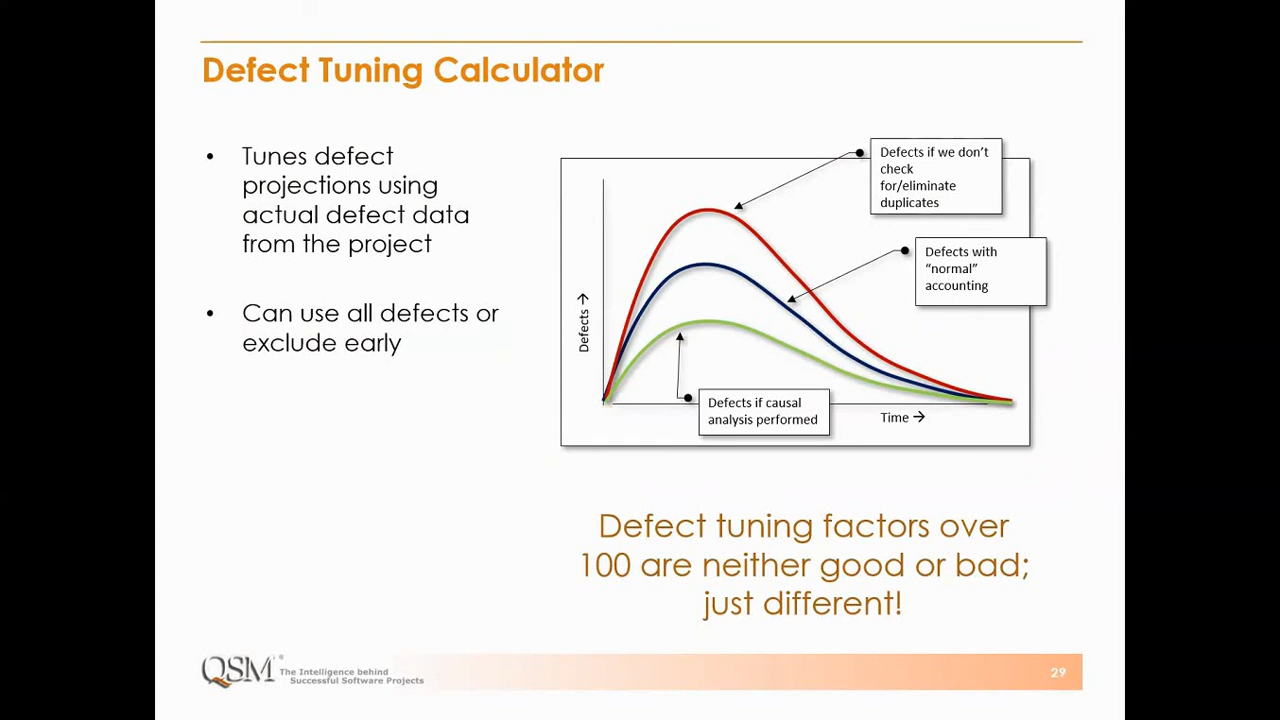 Defect Tuning Calculator
• Tunes defect
projections using
actual defect data
from the project
• Can use all defects or
exclude early
Defects if we don’t
check
for/eliminate
duplicates
Defects with
“normal”
accounting
Defects →
Defects if causal
analysis performed
Time →
Defect tuning factors over
100 are neither good or bad;
just different!
QSM®
The Intelligence behind
Successful Software Projects
29